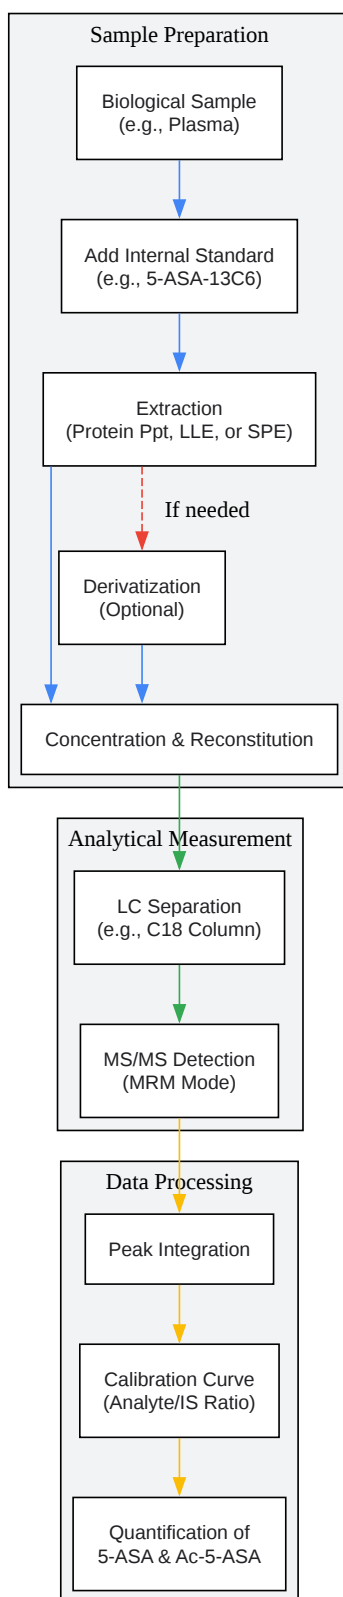 Sample Preparation
Biological Sample
(e.g., Plasma)
Add Internal Standard
(e.g., 5-ASA-13C6)
Extraction
(Protein Ppt, LLE, or SPE)
If needed
Derivatization
(Optional)
Concentration & Reconstitution
Analytical Measurement
LC Separation
(e.g., C18 Column)
MS/MS Detection
(MRM Mode)
Data Processing
Peak Integration
Calibration Curve
(Analyte/IS Ratio)
Quantification of
5-ASA & Ac-5-ASA